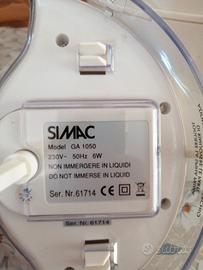 SIMAC
Model GA 1050
230V~ 50Hz 6W
NON IMMERGERE IN LIQUIDI
DO NOT IMMERSE IN LIQUID
Ser. Nr.61714
Ser.Nr. 61714
subito